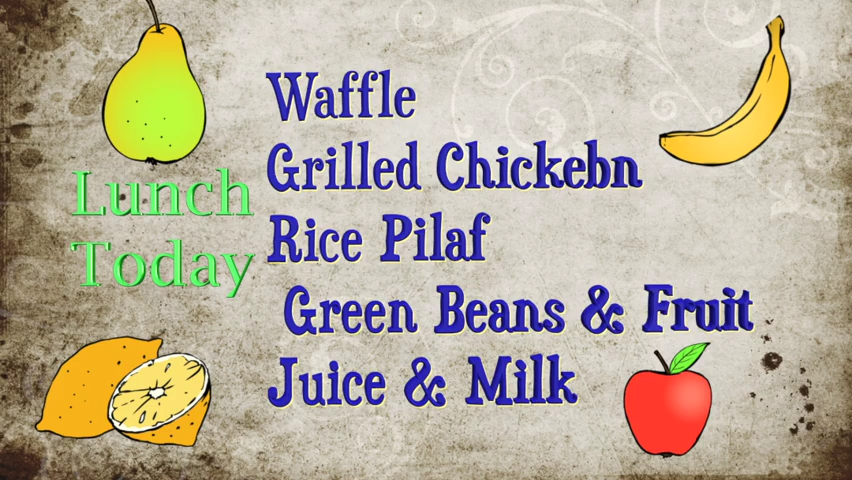 Lunch
Today
Waffle
Grilled Chickebn
Rice Pilaf
Green Beans & Fruit
Juice & Milk